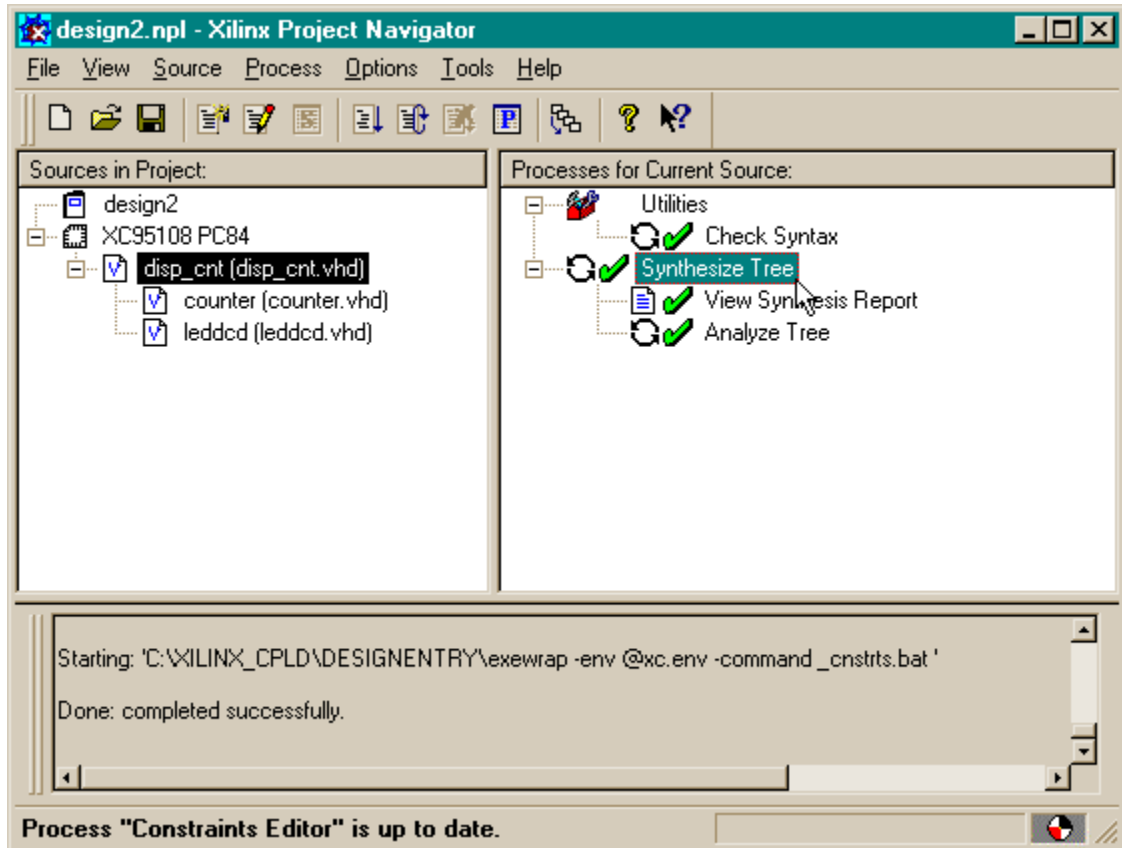 design2.npl - Xilinx Project Navigator
File View Source Process Options Tools Help
Sources in Project:
design2
XC95108 PC84
disp_cnt (disp_cnt.vhd)
counter (counter.vhd)
leddcd (leddcd.vhd)
Processes for Current Source:
Utilities
Check Syntax
Synthesize Tree
View Synthesis Report
Analyze Tree
Starting: 'C:\XILINX_CPLD\DESIGNENTRY\exewrap -env @xc.env -command _cnstrts.bat '
Done: completed successfully.
Process "Constraints Editor" is up to date.